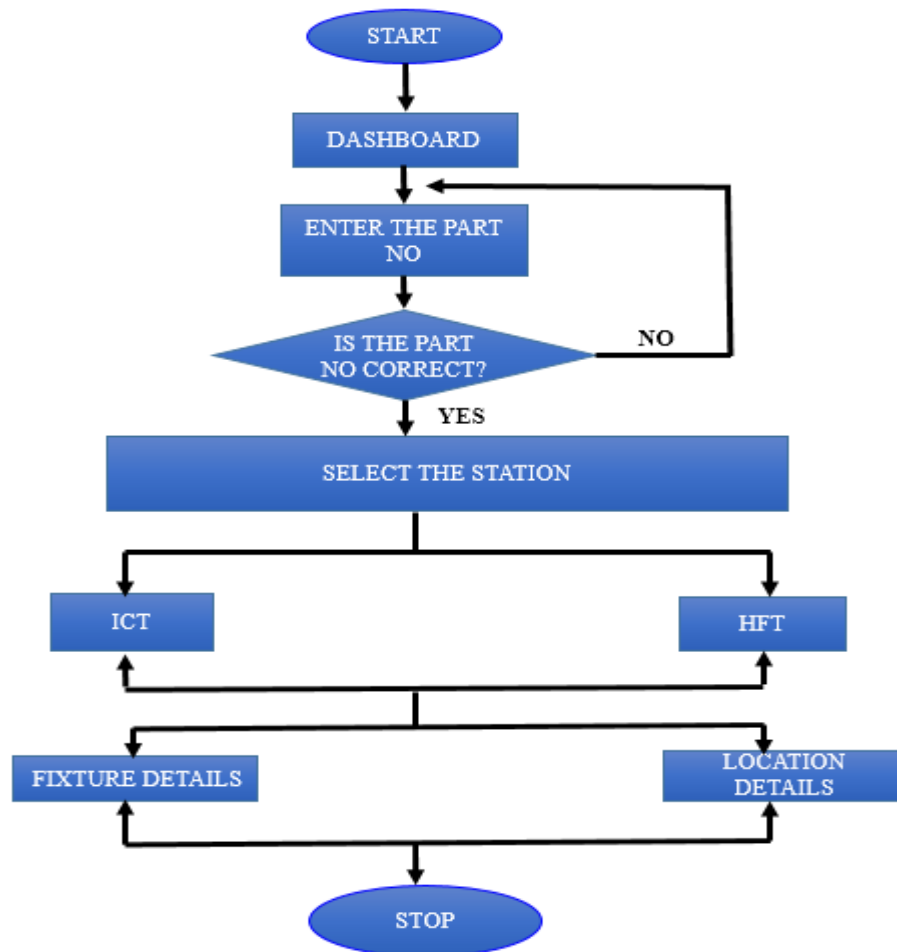 START
DASHBOARD
ENTER THE PART
NO
IS THE PART
NO CORRECT?
NO
YES
SELECT THE STATION
ICT
HFT
FIXTURE DETAILS
LOCATION
DETAILS
STOP